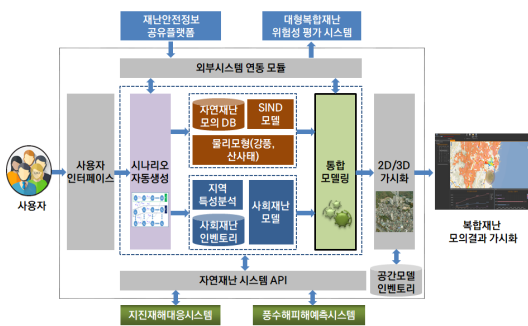 재난안전정보
공유플랫폼
대형복합재난
위험성 평가 시스템
외부시스템 연동 모듈
사용자
사용자
인터페이스
시나리오
자동생성
자연재난
모의 DB
SIND
모델
물리모형(강풍,
산사태)
지역
특성분석
사회재난
인벤토리
사회재난
모델
통합
모델링
2D/3D
가시화
복합재난
모의결과 가시화
공간모델
인벤토리
자연재난 시스템 API
지진재해대응시스템
풍수해피해예측시스템